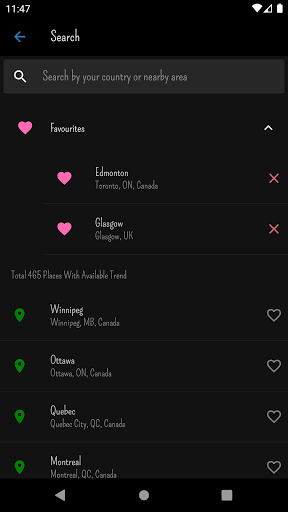 11:47
Search
Search by your country or nearby area
Favourites
Edmonton
Toronto, ON, Canada
Glasgow
Glasgow, UK
Total 465 Places With Available Trend
Winnipeg
Winnipeg, MB, Canada
Ottawa
Ottawa, ON, Canada
Quebec
Quebec City, QC, Canada
Montreal
Montreal, QC, Canada